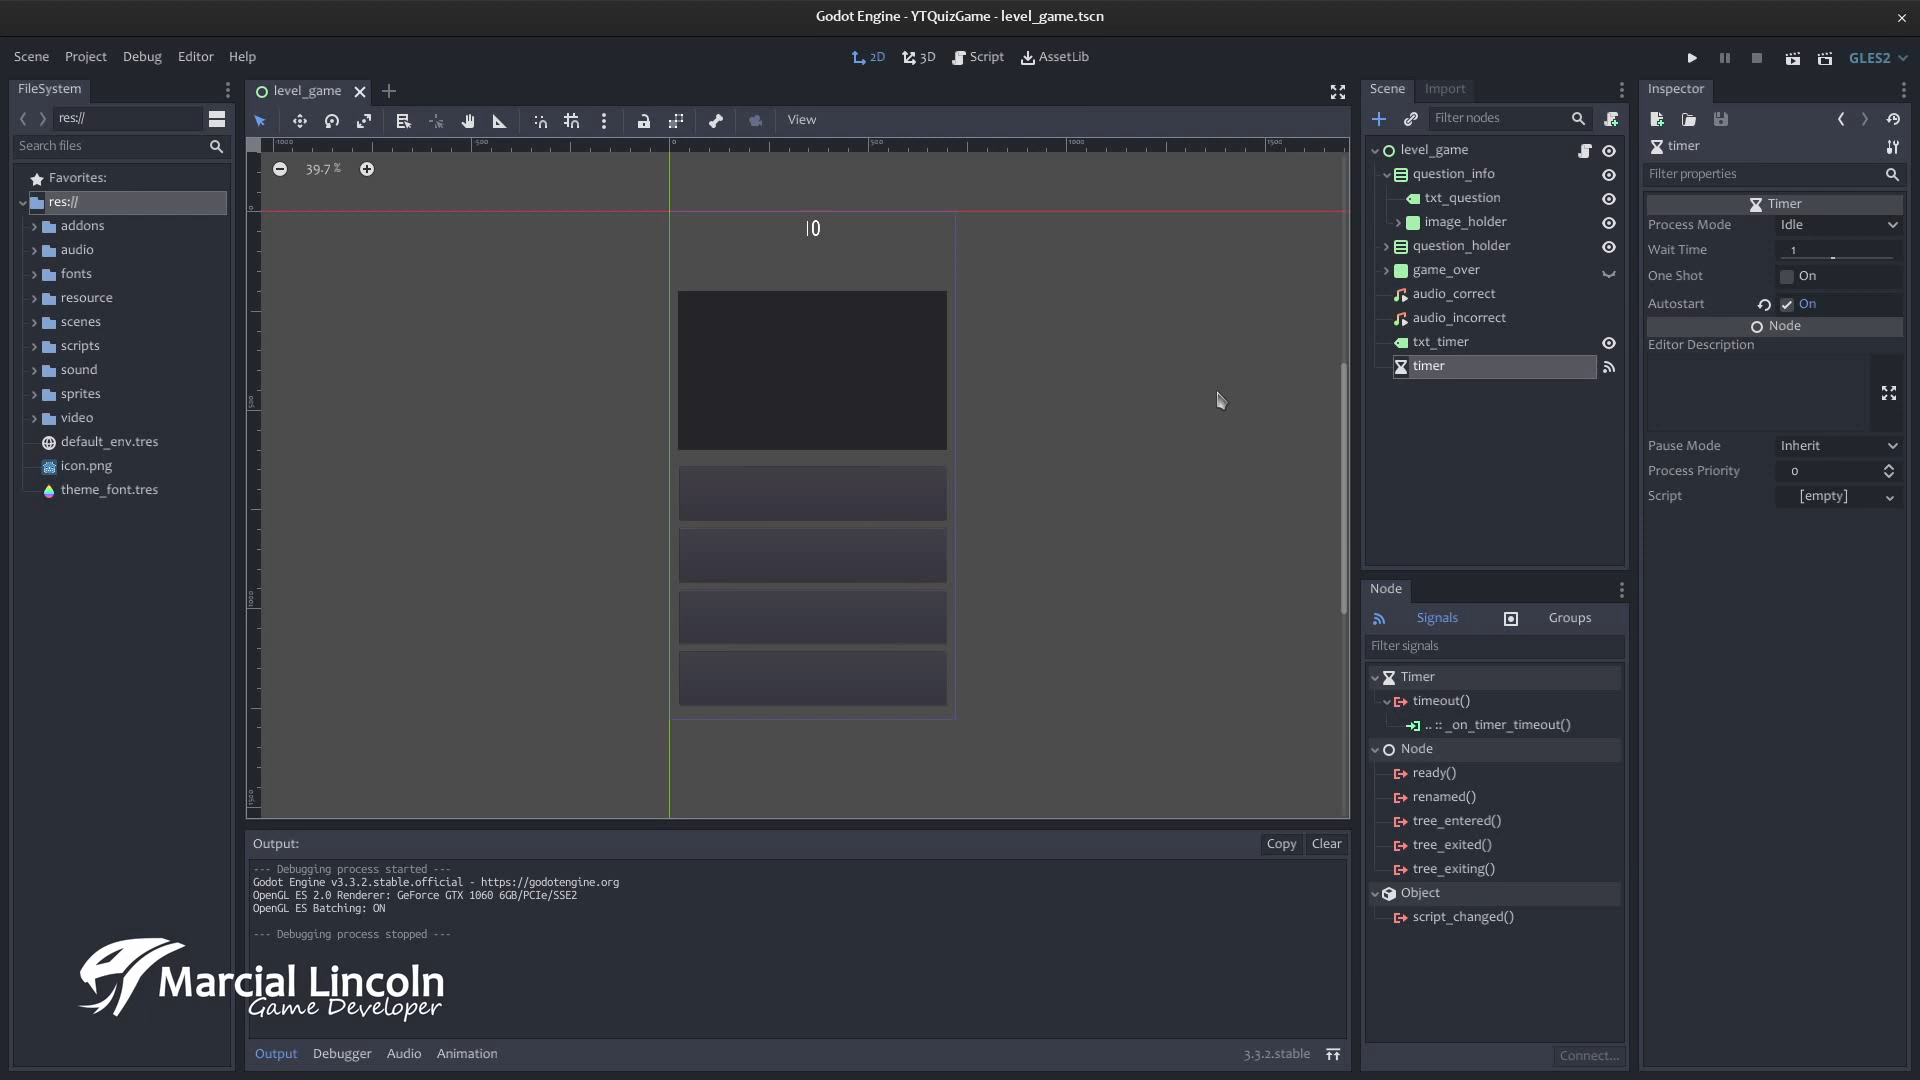 Godot Engine - YTQuizGame - level_game.tscn
Scene Project Debug Editor Help
2D 3D Script AssetLib
GLES2
FileSystem
res://
Search files
Favorites:
res://
addons
audio
fonts
resource
scenes
scripts
sound
sprites
video
default_env.tres
icon.png
theme_font.tres
level_game
View
39.7 %
10
Output:
Copy Clear
--- Debugging process started ---
Godot Engine v3.3.2.stable.official - https://godotengine.org
OpenGL ES 2.0 Renderer: GeForce GTX 1060 6GB/PCIe/SSE2
OpenGL ES Batching: ON
--- Debugging process stopped ---
Marcial Lincoln
Game Developer
Output Debugger Audio Animation
3.3.2.stable
Scene Import
Filter nodes
level_game
question_info
txt_question
image_holder
question_holder
game_over
audio_correct
audio_incorrect
txt_timer
timer
Node
Signals Groups
Filter signals
Timer
timeout()
.. :: _on_timer_timeout()
Node
ready()
renamed()
tree_entered()
tree_exited()
tree_exiting()
Object
script_changed()
Connect...
Inspector
timer
Filter properties
Timer
Process Mode Idle
Wait Time 1
One Shot On
Autostart On
Node
Editor Description
Pause Mode Inherit
Process Priority 0
Script [empty]